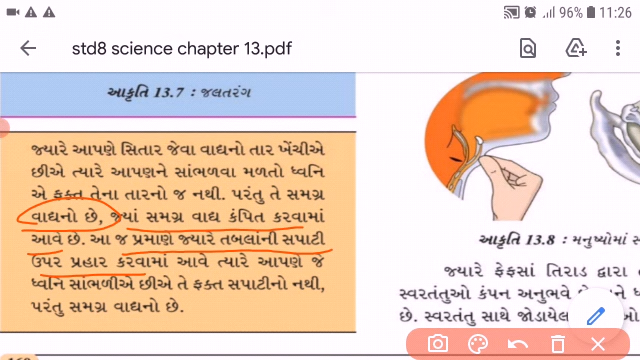 96% 11:26
std8 science chapter 13.pdf
આકૃતિ 13.7 : જલતરંગ
જ્યારે આપણે સિતાર જેવા વાદ્યનો તાર ખેંચીએ
છીએ ત્યારે આપણને સાંભળવા મળતો ધ્વનિ
એ ફક્ત તેના તારનો જ નથી. પરંતુ તે સમગ્ર
વાદ્યનો છે, જ્યાં સમગ્ર વાદ્ય કંપિત કરવામાં
આવે છે. આ જ પ્રમાણે જ્યારે તબલાંની સપાટી
ઉપર પ્રહાર કરવામાં આવે ત્યારે આપણે જે
ધ્વનિ સાંભળીએ છીએ તે ફક્ત સપાટીનો નથી,
પરંતુ સમગ્ર વાદ્યનો છે.
આકૃતિ 13.8 : મનુષ્યોમાં
જ્યારે ફેફસાં તિરાડ દ્વારા
સ્વરતંતુઓ કંપન અનુભવે
છે. સ્વરતંતુ સાથે જોડાયેલ